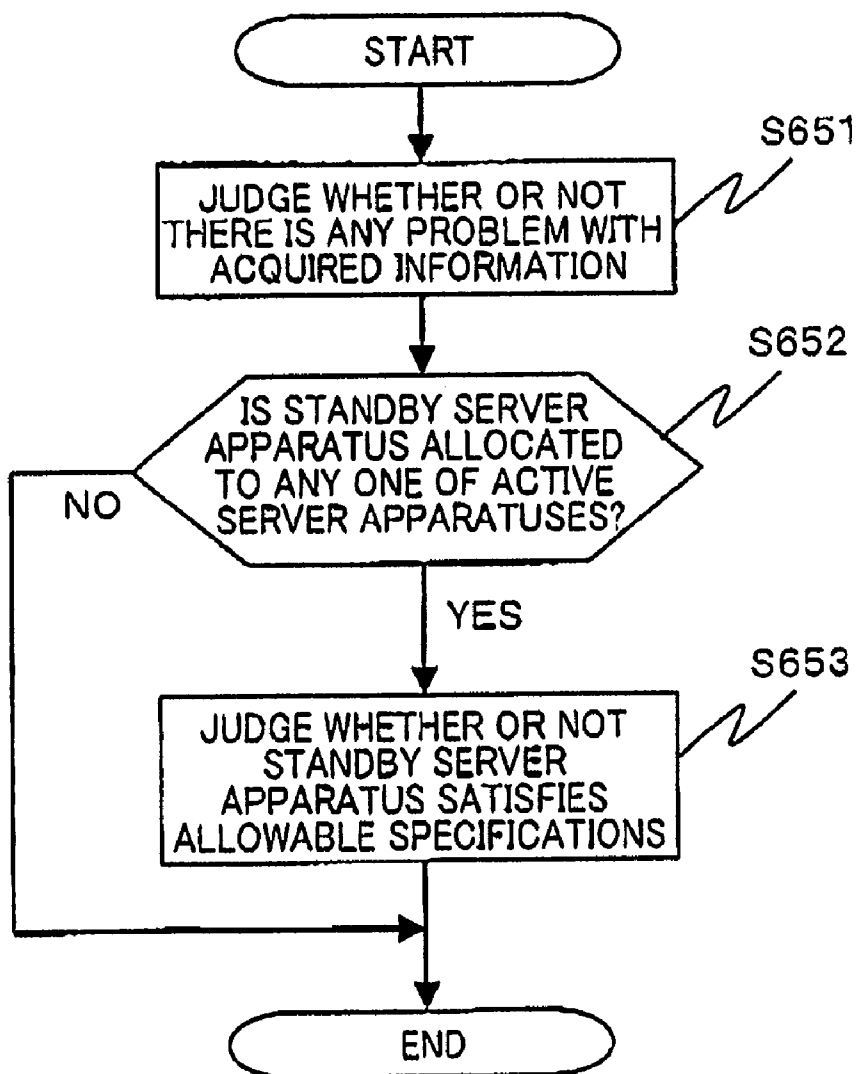 START
S651
JUDGE WHETHER OR NOT
THERE IS ANY PROBLEM WITH
ACQUIRED INFORMATION
S652
IS STANDBY SERVER
APPARATUS ALLOCATED
TO ANY ONE OF ACTIVE
SERVER APPARATUSES?
NO
YES
S653
JUDGE WHETHER OR NOT
STANDBY SERVER
APPARATUS SATISFIES
ALLOWABLE SPECIFICATIONS
END